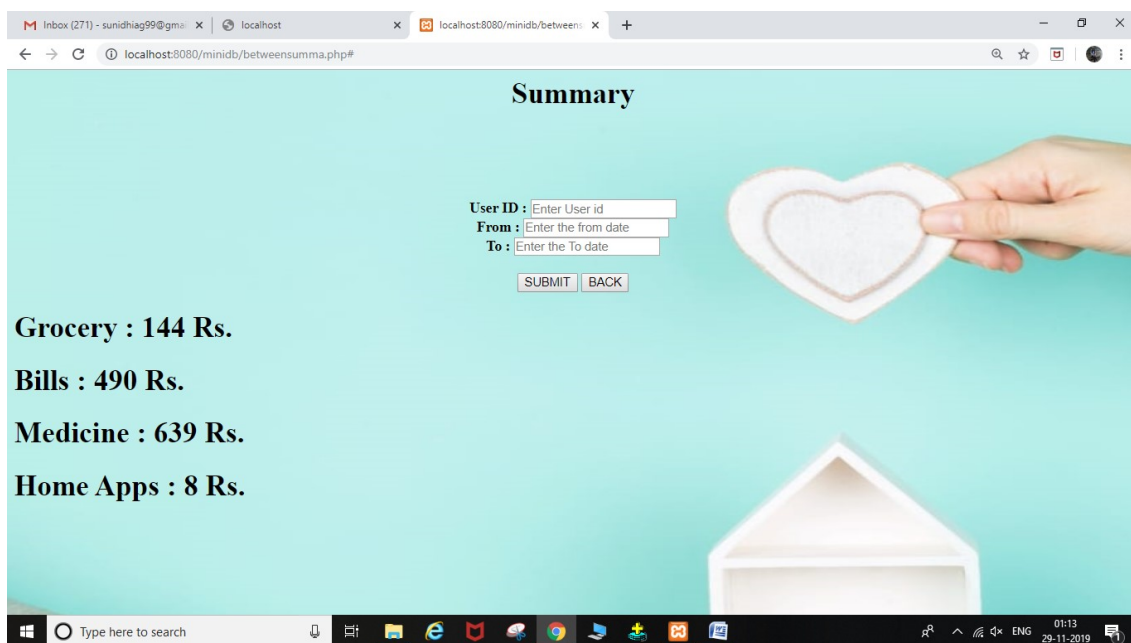 Inbox (271) - sunidhiag99@gmai
localhost
localhost:8080/minidb/betweens
localhost:8080/minidb/betweensumma.php#
Summary
User ID : Enter User id
From : Enter the from date
To : Enter the To date
SUBMIT BACK
Grocery : 144 Rs.
Bills : 490 Rs.
Medicine : 639 Rs.
Home Apps : 8 Rs.
Type here to search
ENG
01:13
29-11-2019